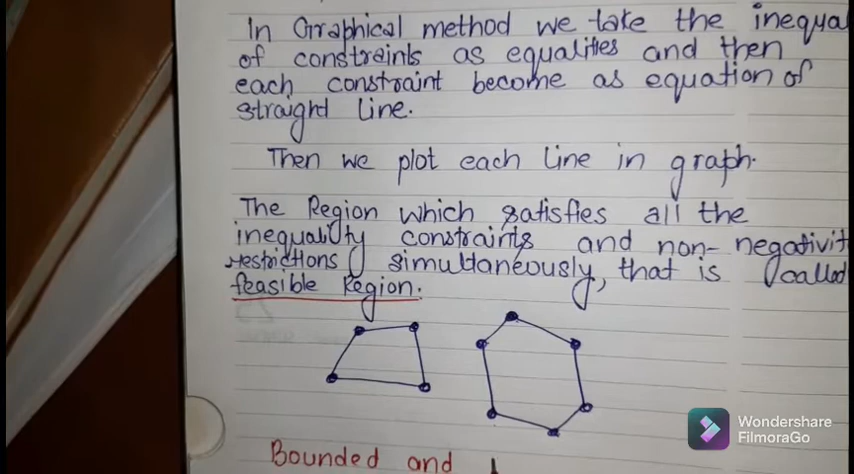 In Graphical method we take the inequa
of constraints as equalities and then
each constraint become as equation of
straight line.
Then we plot each line in graph.
The Region which satisfies all the
inequality constraints and non-negativit
restrictions simultaneously, that is called
feasible Region.
Bounded and
Wondershare
FilmoraGo